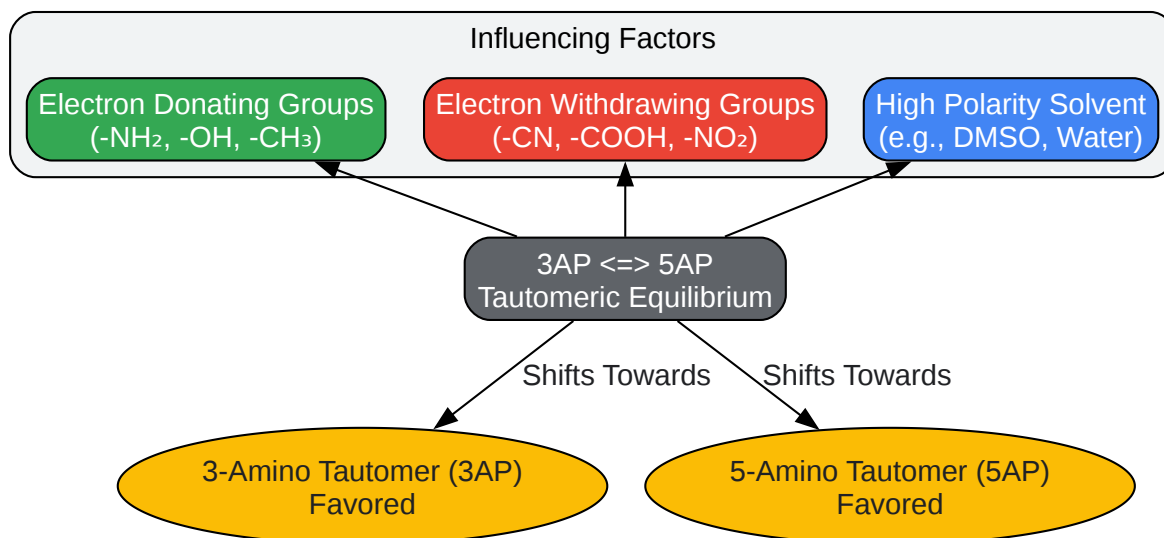 Influencing Factors
Electron Donating Groups
(-NH₂, -OH, -CH₃)
Electron Withdrawing Groups
(-CN, -COOH, -NO₂)
High Polarity Solvent
(e.g., DMSO, Water)
3AP <=> 5AP
Tautomeric Equilibrium
Shifts Towards
Shifts Towards
3-Amino Tautomer (3AP)
Favored
5-Amino Tautomer (5AP)
Favored